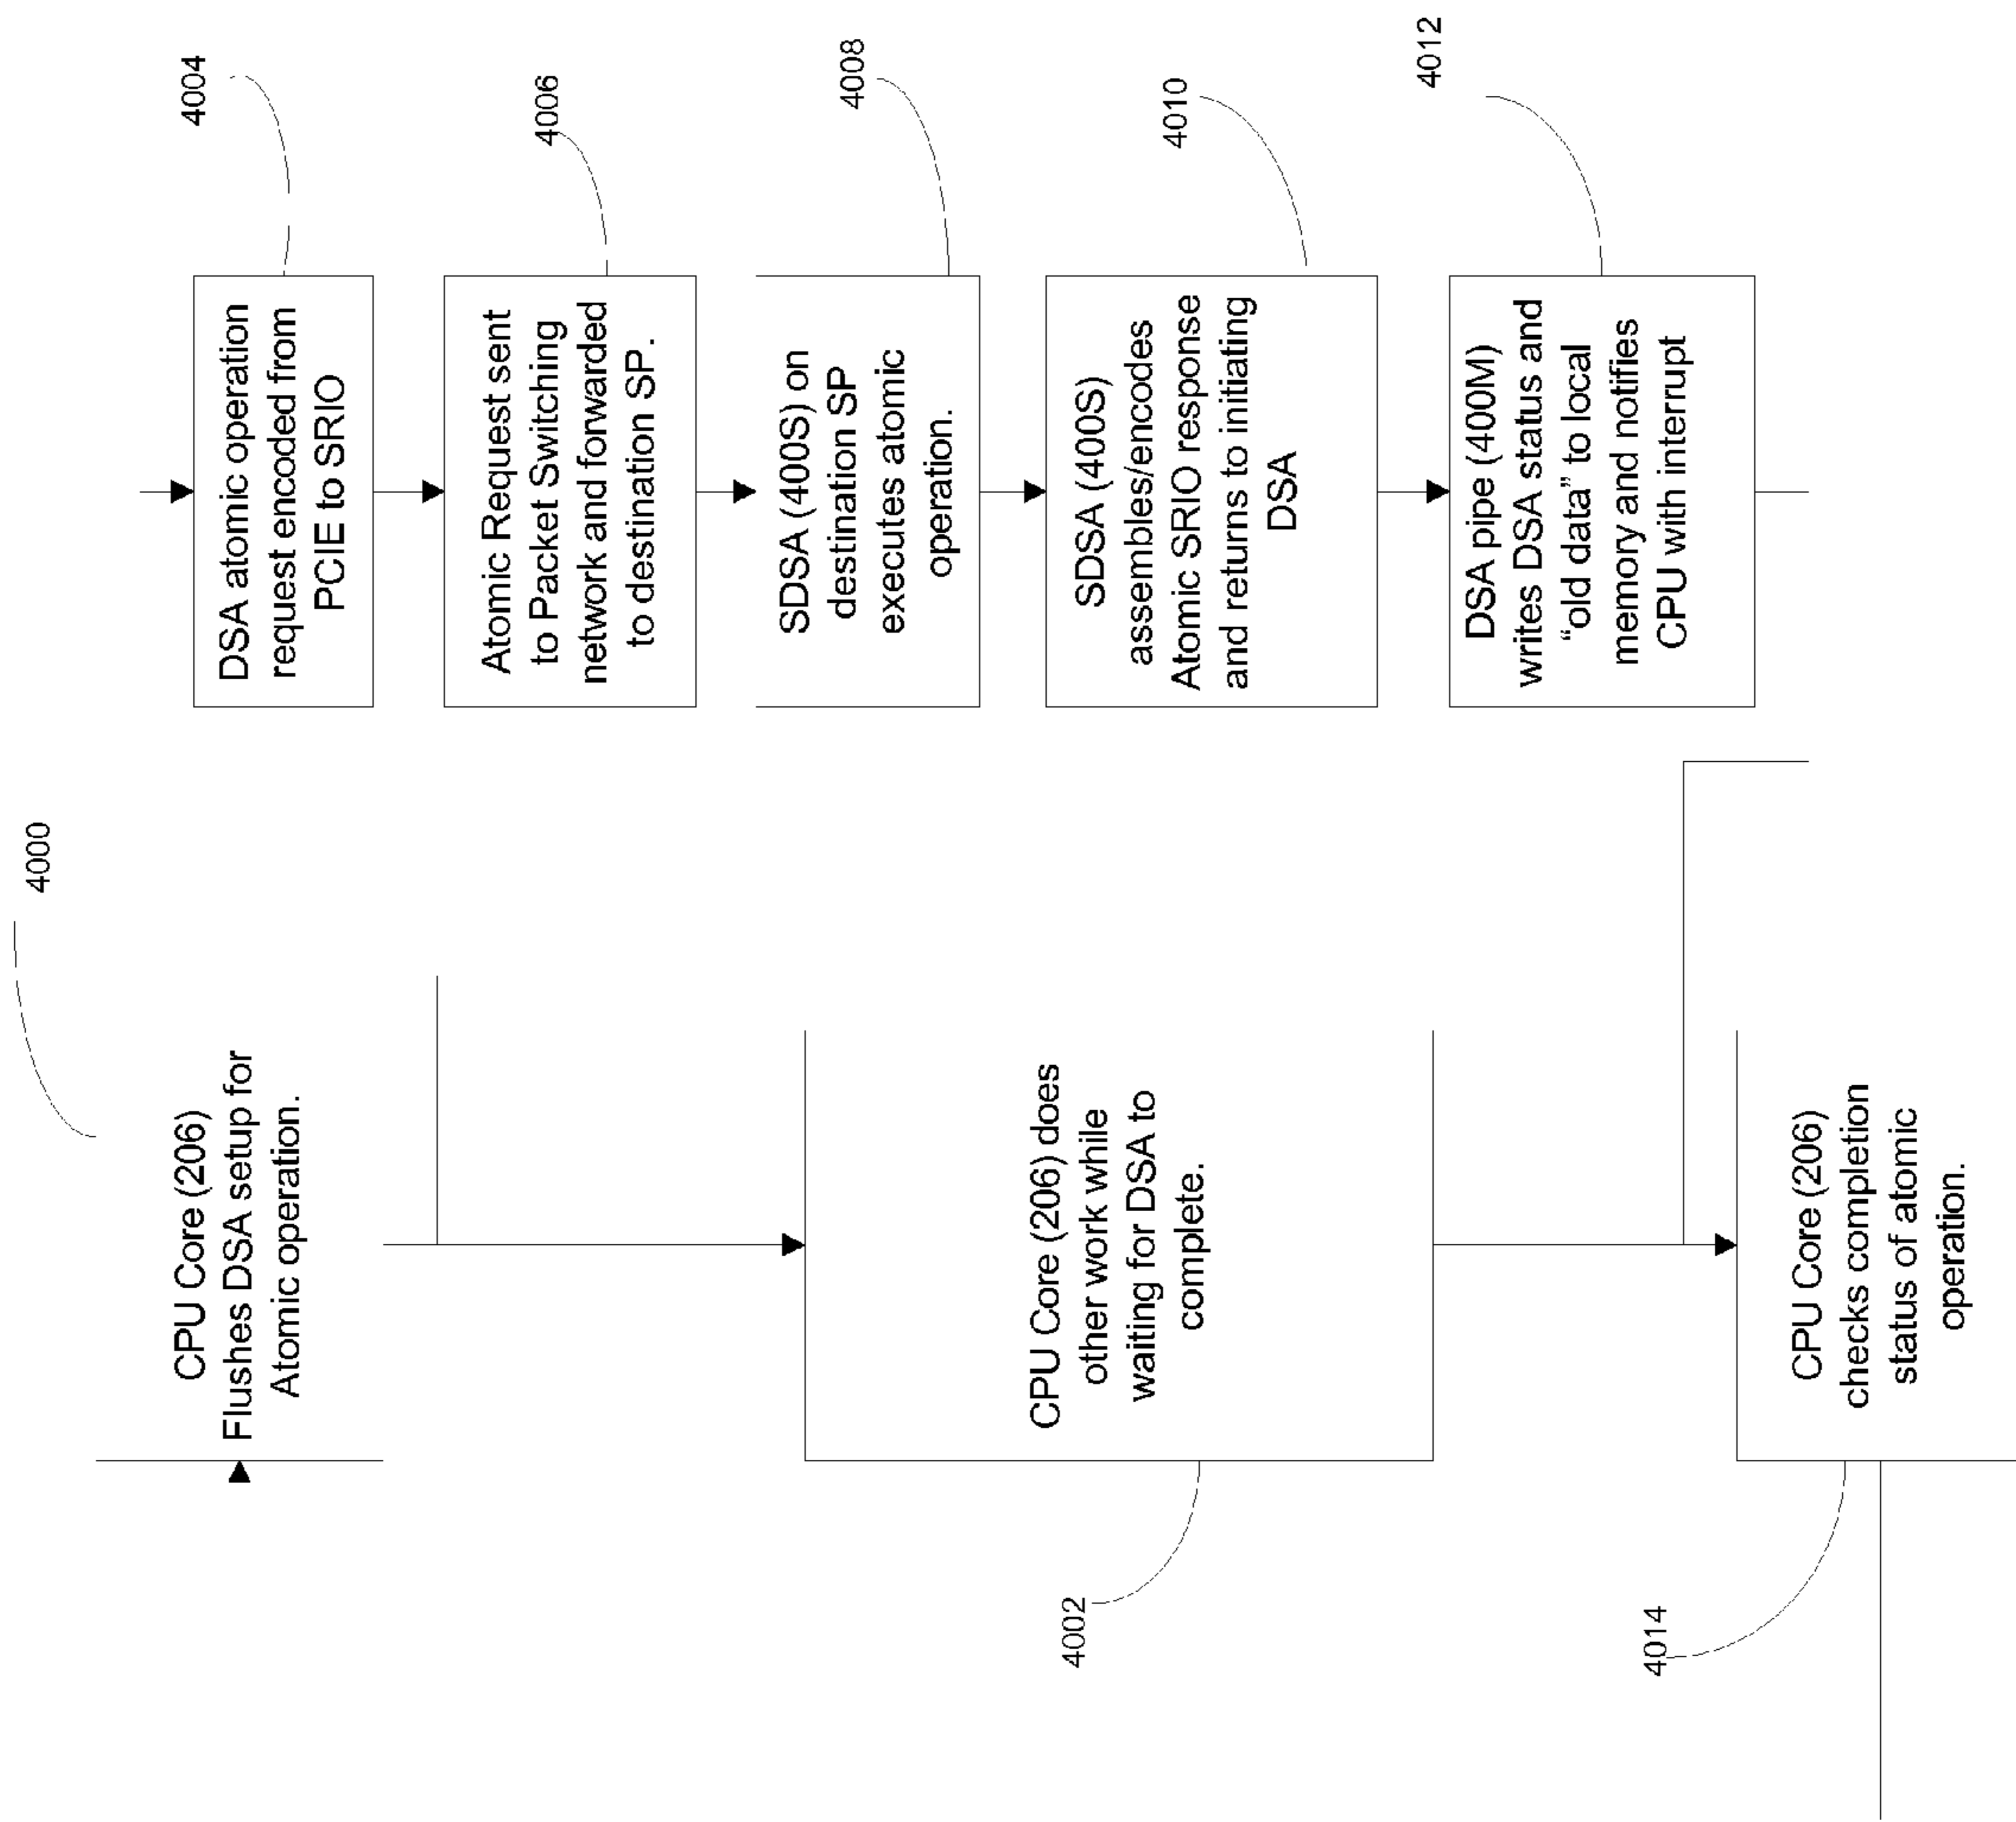 4000
CPU Core (206)
Flushes DSA setup for
Atomic operation.
4002
CPU Core (206) does
other work while
waiting for DSA to
complete.
4014
CPU Core (206)
checks completion
status of atomic
operation.
4004
DSA atomic operation
request encoded from
PCIE to SRIO
4006
Atomic Request sent
to Packet Switching
network and forwarded
to destination SP.
4008
SDSA (400S) on
destination SP
executes atomic
operation.
4010
SDSA (400S)
assembles/encodes
Atomic SRIO response
and returns to initiating
DSA
4012
DSA pipe (400M)
writes DSA status and
“old data” to local
memory and notifies
CPU with interrupt